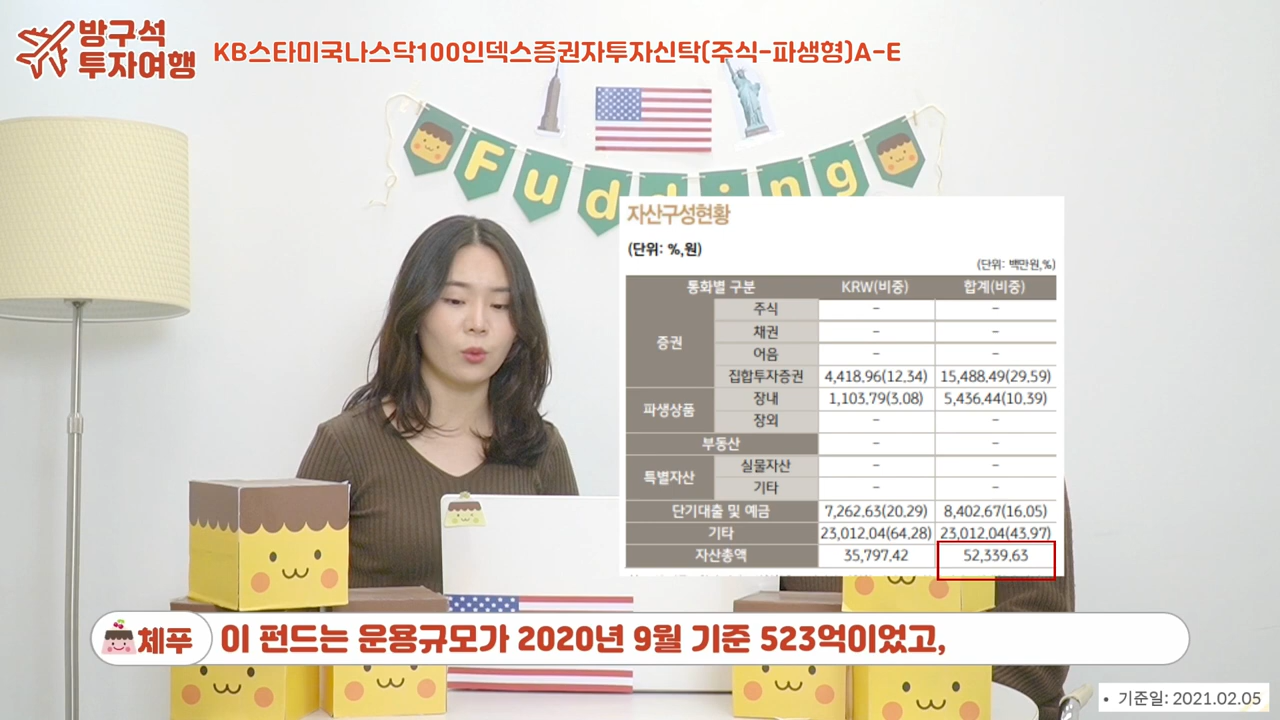 방구석
투자여행
KB스타미국나스닥100인덱스증권자투자신탁(주식-파생형)A-E
Fudding
자산구성현황
(단위: %,원)
(단위: 백만원,%)
통화별 구분 KRW(비중) 합계(비중)
증권 주식 - -
채권 - -
어음 - -
집합투자증권 4,418.96(12.34) 15,488.49(29.59)
파생상품 장내 1,103.79(3.08) 5,436.44(10.39)
장외 - -
부동산 - -
특별자산 실물자산 - -
기타 - -
단기대출 및 예금 7,262.63(20.29) 8,402.67(16.05)
기타 23,012.04(64.28) 23,012.04(43.97)
자산총액 35,797.42 52,339.63
체푸 이 펀드는 운용규모가 2020년 9월 기준 523억이었고,
• 기준일: 2021.02.05